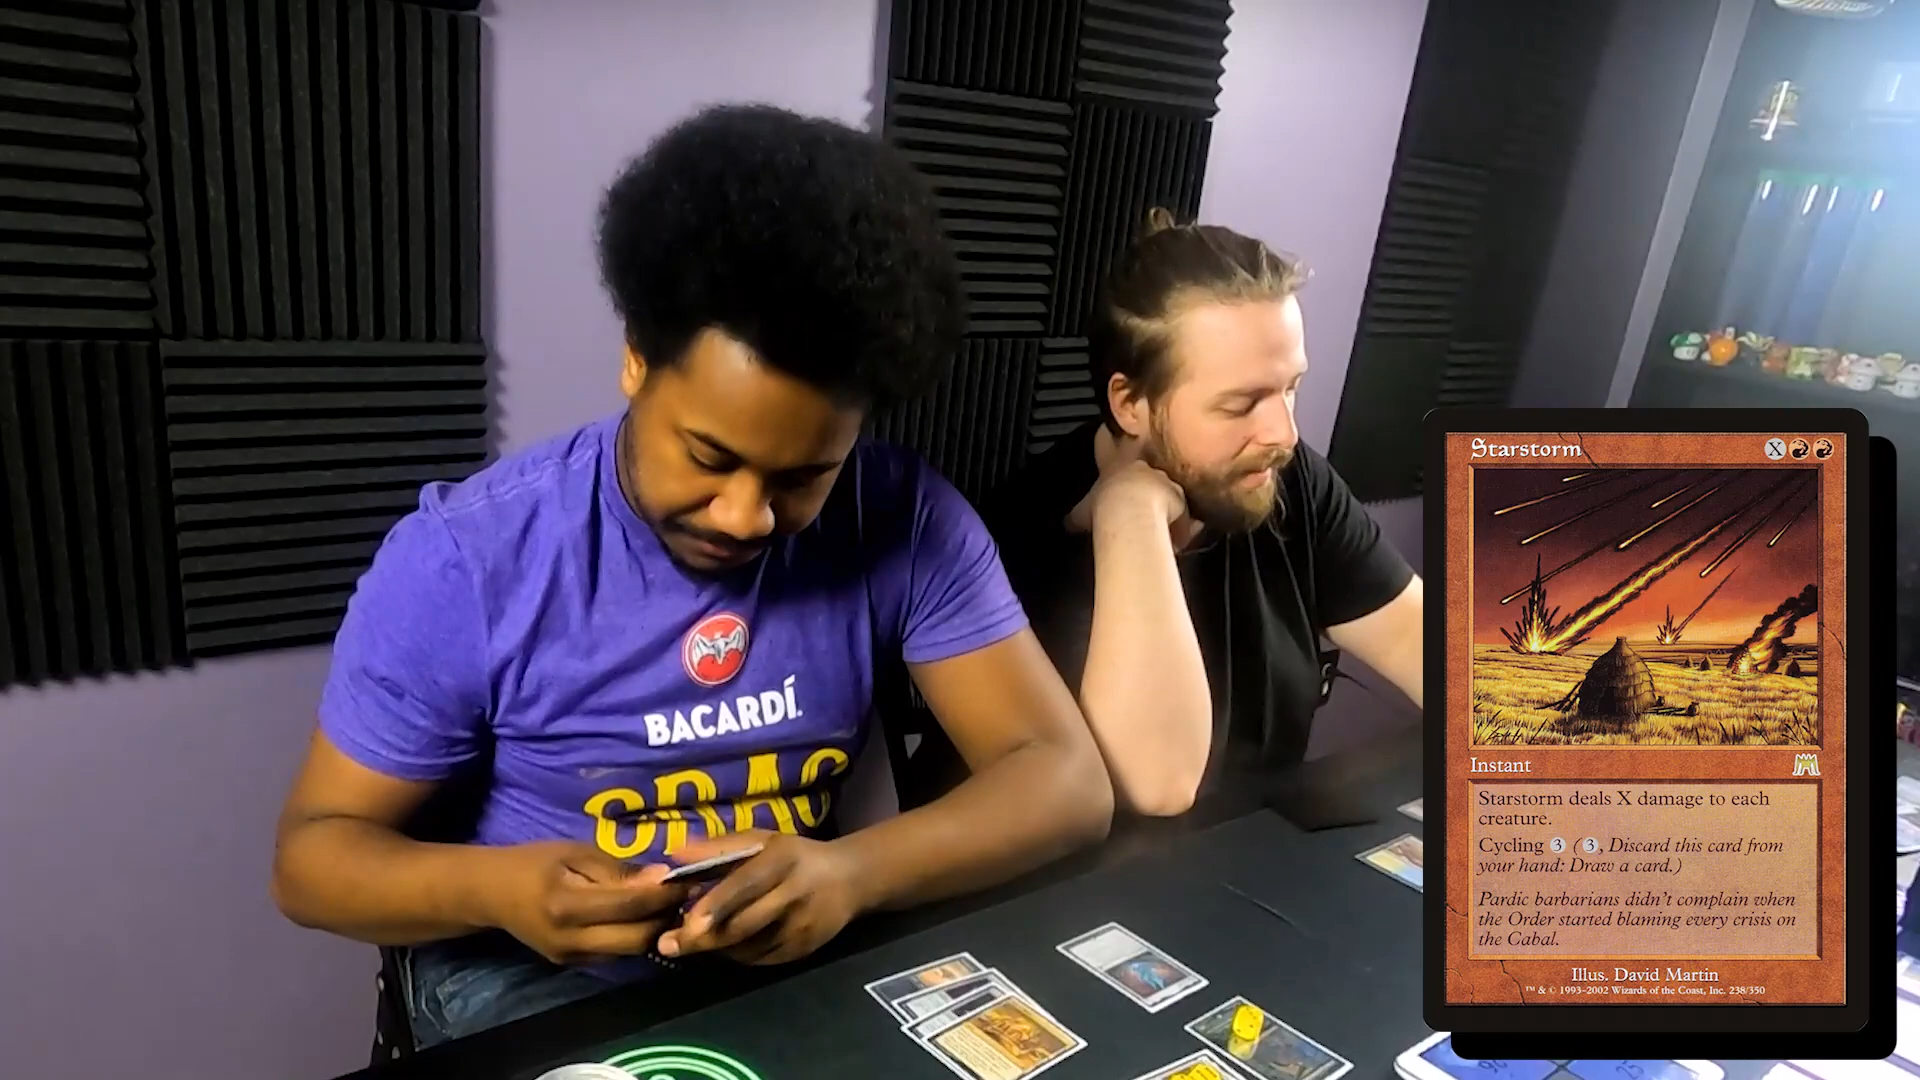 BACARDÍ.
Starstorm X
Instant
Starstorm deals X damage to each
creature.
Cycling 3 (3, Discard this card from
your hand: Draw a card.)
Pardic barbarians didn't complain when
the Order started blaming every crisis on
the Cabal.
Illus. David Martin
™ & © 1993-2002 Wizards of the Coast, Inc. 238/350